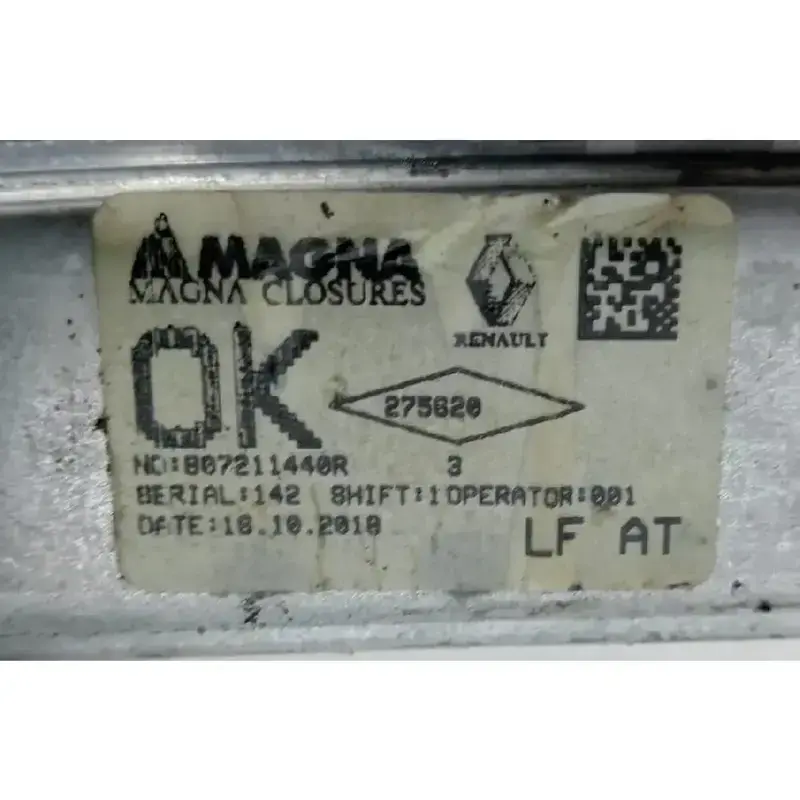 MAGNA
MAGNA CLOSURES
RENAULT
OK
275620
NO:807211440R 3
SERIAL:142 SHIFT:1 OPERATOR:001
DATE:18.10.2018
LF AT